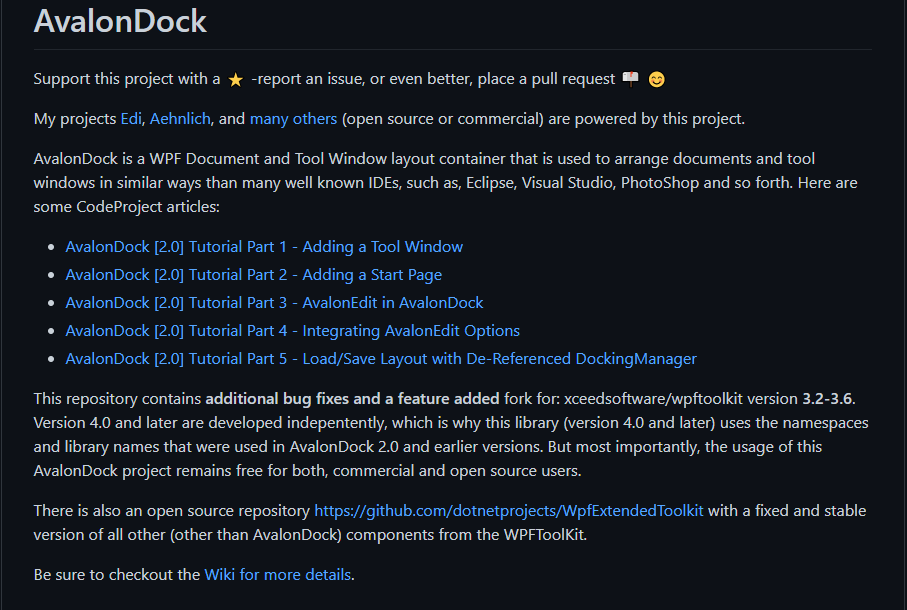 AvalonDock
Support this project with a ⭐ -report an issue, or even better, place a pull request 📬 😊
My projects Edi, Aehnlich, and many others (open source or commercial) are powered by this project.
AvalonDock is a WPF Document and Tool Window layout container that is used to arrange documents and tool
windows in similar ways than many well known IDEs, such as, Eclipse, Visual Studio, PhotoShop and so forth. Here are
some CodeProject articles:
• AvalonDock [2.0] Tutorial Part 1 - Adding a Tool Window
• AvalonDock [2.0] Tutorial Part 2 - Adding a Start Page
• AvalonDock [2.0] Tutorial Part 3 - AvalonEdit in AvalonDock
• AvalonDock [2.0] Tutorial Part 4 - Integrating AvalonEdit Options
• AvalonDock [2.0] Tutorial Part 5 - Load/Save Layout with De-Referenced DockingManager
This repository contains additional bug fixes and a feature added fork for: xceedsoftware/wpftoolkit version 3.2-3.6.
Version 4.0 and later are developed indepentently, which is why this library (version 4.0 and later) uses the namespaces
and library names that were used in AvalonDock 2.0 and earlier versions. But most importantly, the usage of this
AvalonDock project remains free for both, commercial and open source users.
There is also an open source repository https://github.com/dotnetprojects/WpfExtendedToolkit with a fixed and stable
version of all other (other than AvalonDock) components from the WPFToolKit.
Be sure to checkout the Wiki for more details.